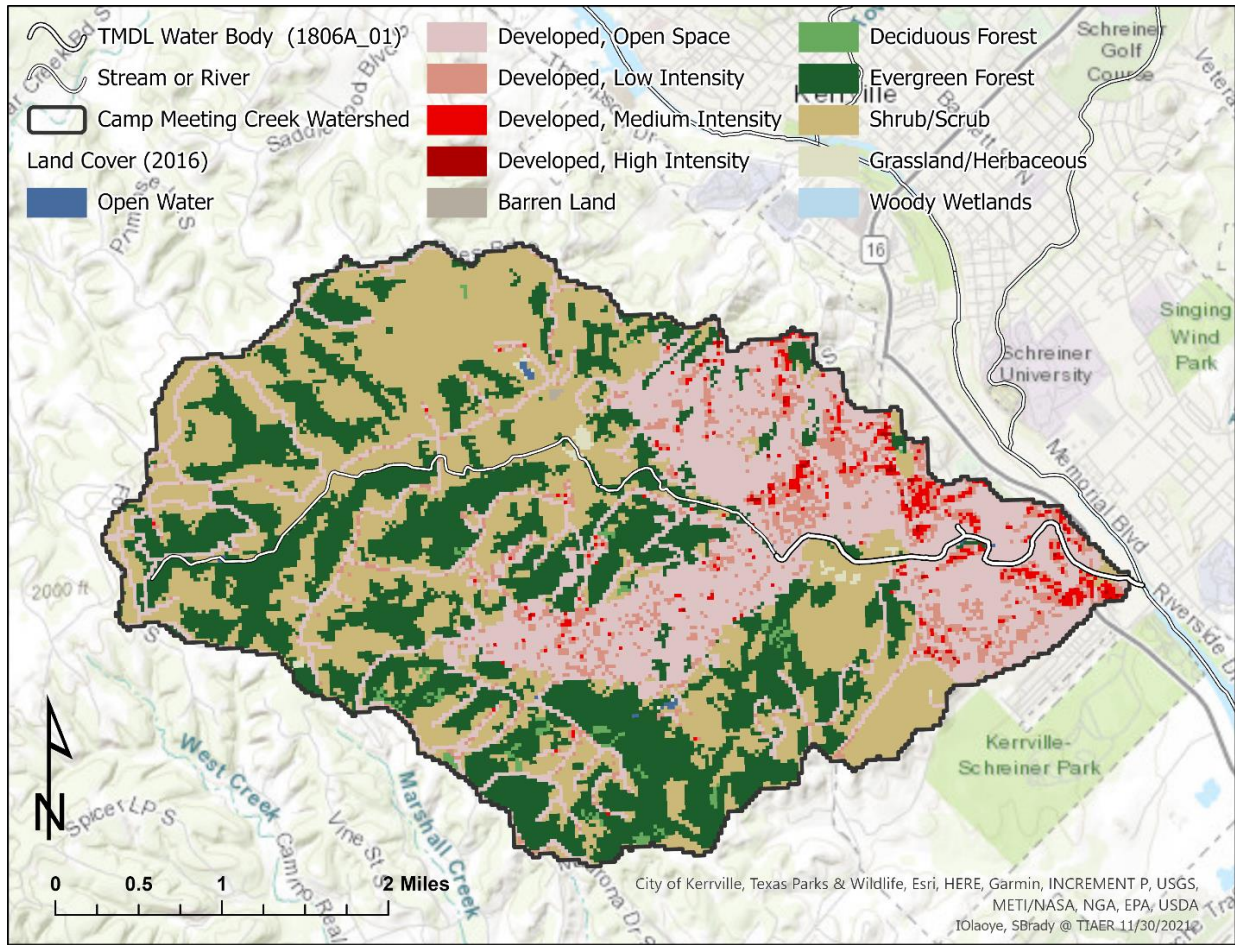 TMDL Water Body (1806A_01)
Stream or River
Camp Meeting Creek Watershed
Land Cover (2016)
Open Water
Developed, Open Space
Developed, Low Intensity
Developed, Medium Intensity
Developed, High Intensity
Barren Land
Deciduous Forest
Evergreen Forest
Shrub/Scrub
Grassland/Herbaceous
Woody Wetlands
Schreiner
Golf
Course
Kerrville
16
Singing
Wind
Park
Schreiner
University
Memorial Blvd
2000 ft
Kerrville-
Schreiner Park
West Creek
Marshall Creek
Spicer LP S
Vine St S
Camino Real
N
0 0.5 1 2 Miles
City of Kerrville, Texas Parks & Wildlife, Esri, HERE, Garmin, INCREMENT P, USGS,
METI/NASA, NGA, EPA, USDA
IOlaoye, SBrady @ TIAER 11/30/2021